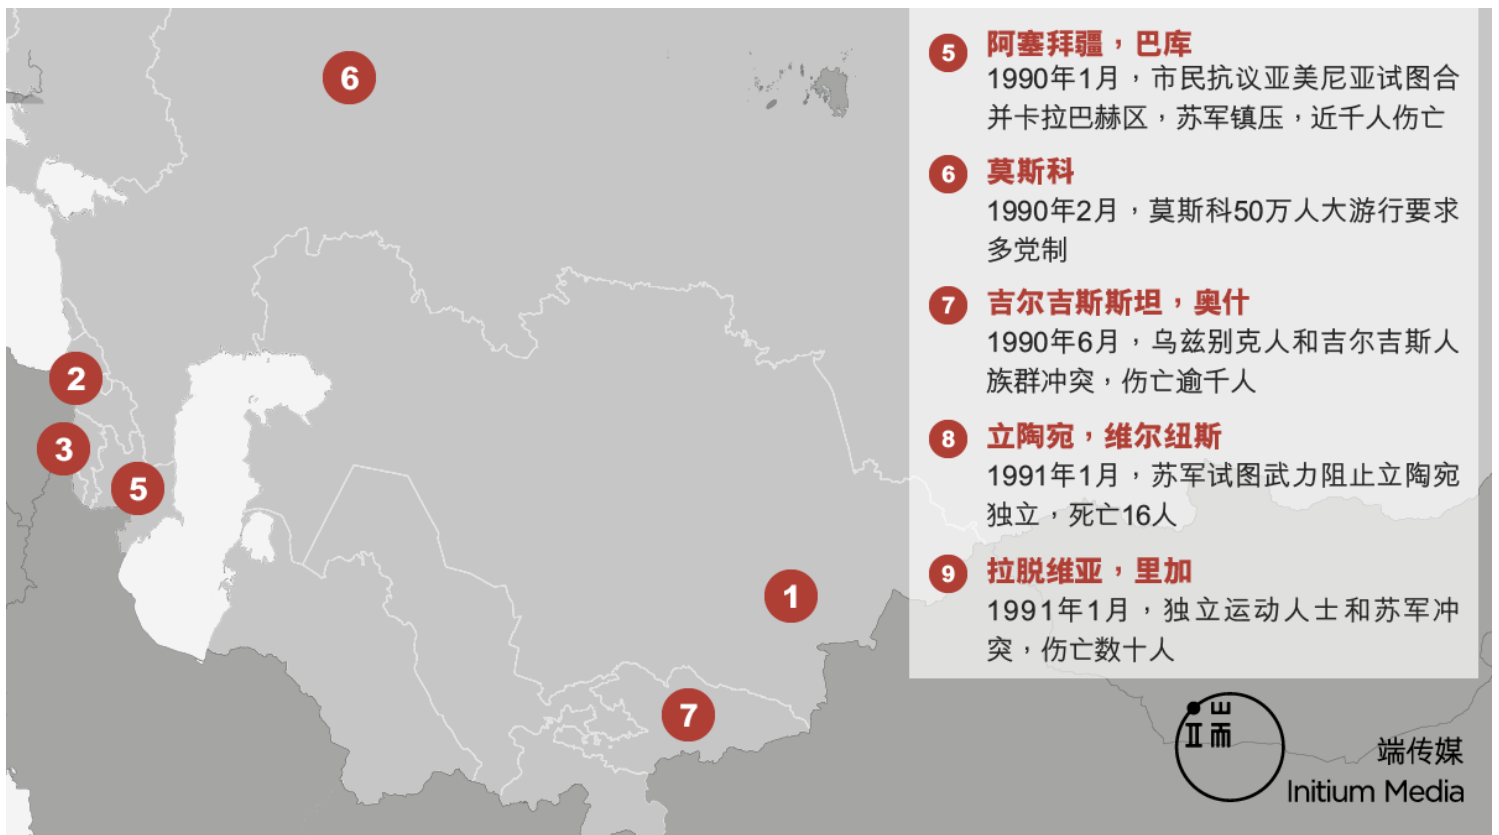 6
2
3
5
1
7
5 阿塞拜疆，巴库
1990年1月，市民抗议亚美尼亚试图合
并卡拉巴赫区，苏军镇压，近千人伤亡
6 莫斯科
1990年2月，莫斯科50万人大游行要求
多党制
7 吉尔吉斯斯坦，奥什
1990年6月，乌兹别克人和吉尔吉斯人
族群冲突，伤亡逾千人
8 立陶宛，维尔纽斯
1991年1月，苏军试图武力阻止立陶宛
独立，死亡16人
9 拉脱维亚，里加
1991年1月，独立运动人士和苏军冲
突，伤亡数十人
端
端传媒
Initium Media